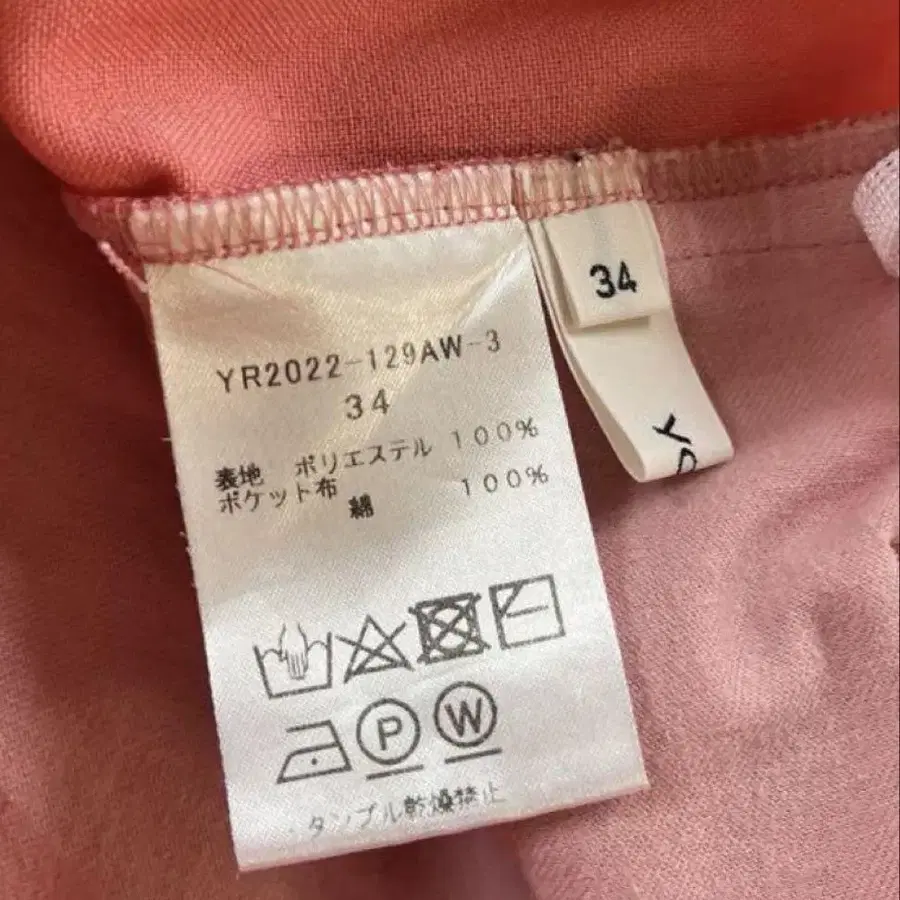 34
YR2022-129AW-3
34
表地 ポリエステル 100%
ポケット布 綿 100%
P W
・タンブル乾燥禁止